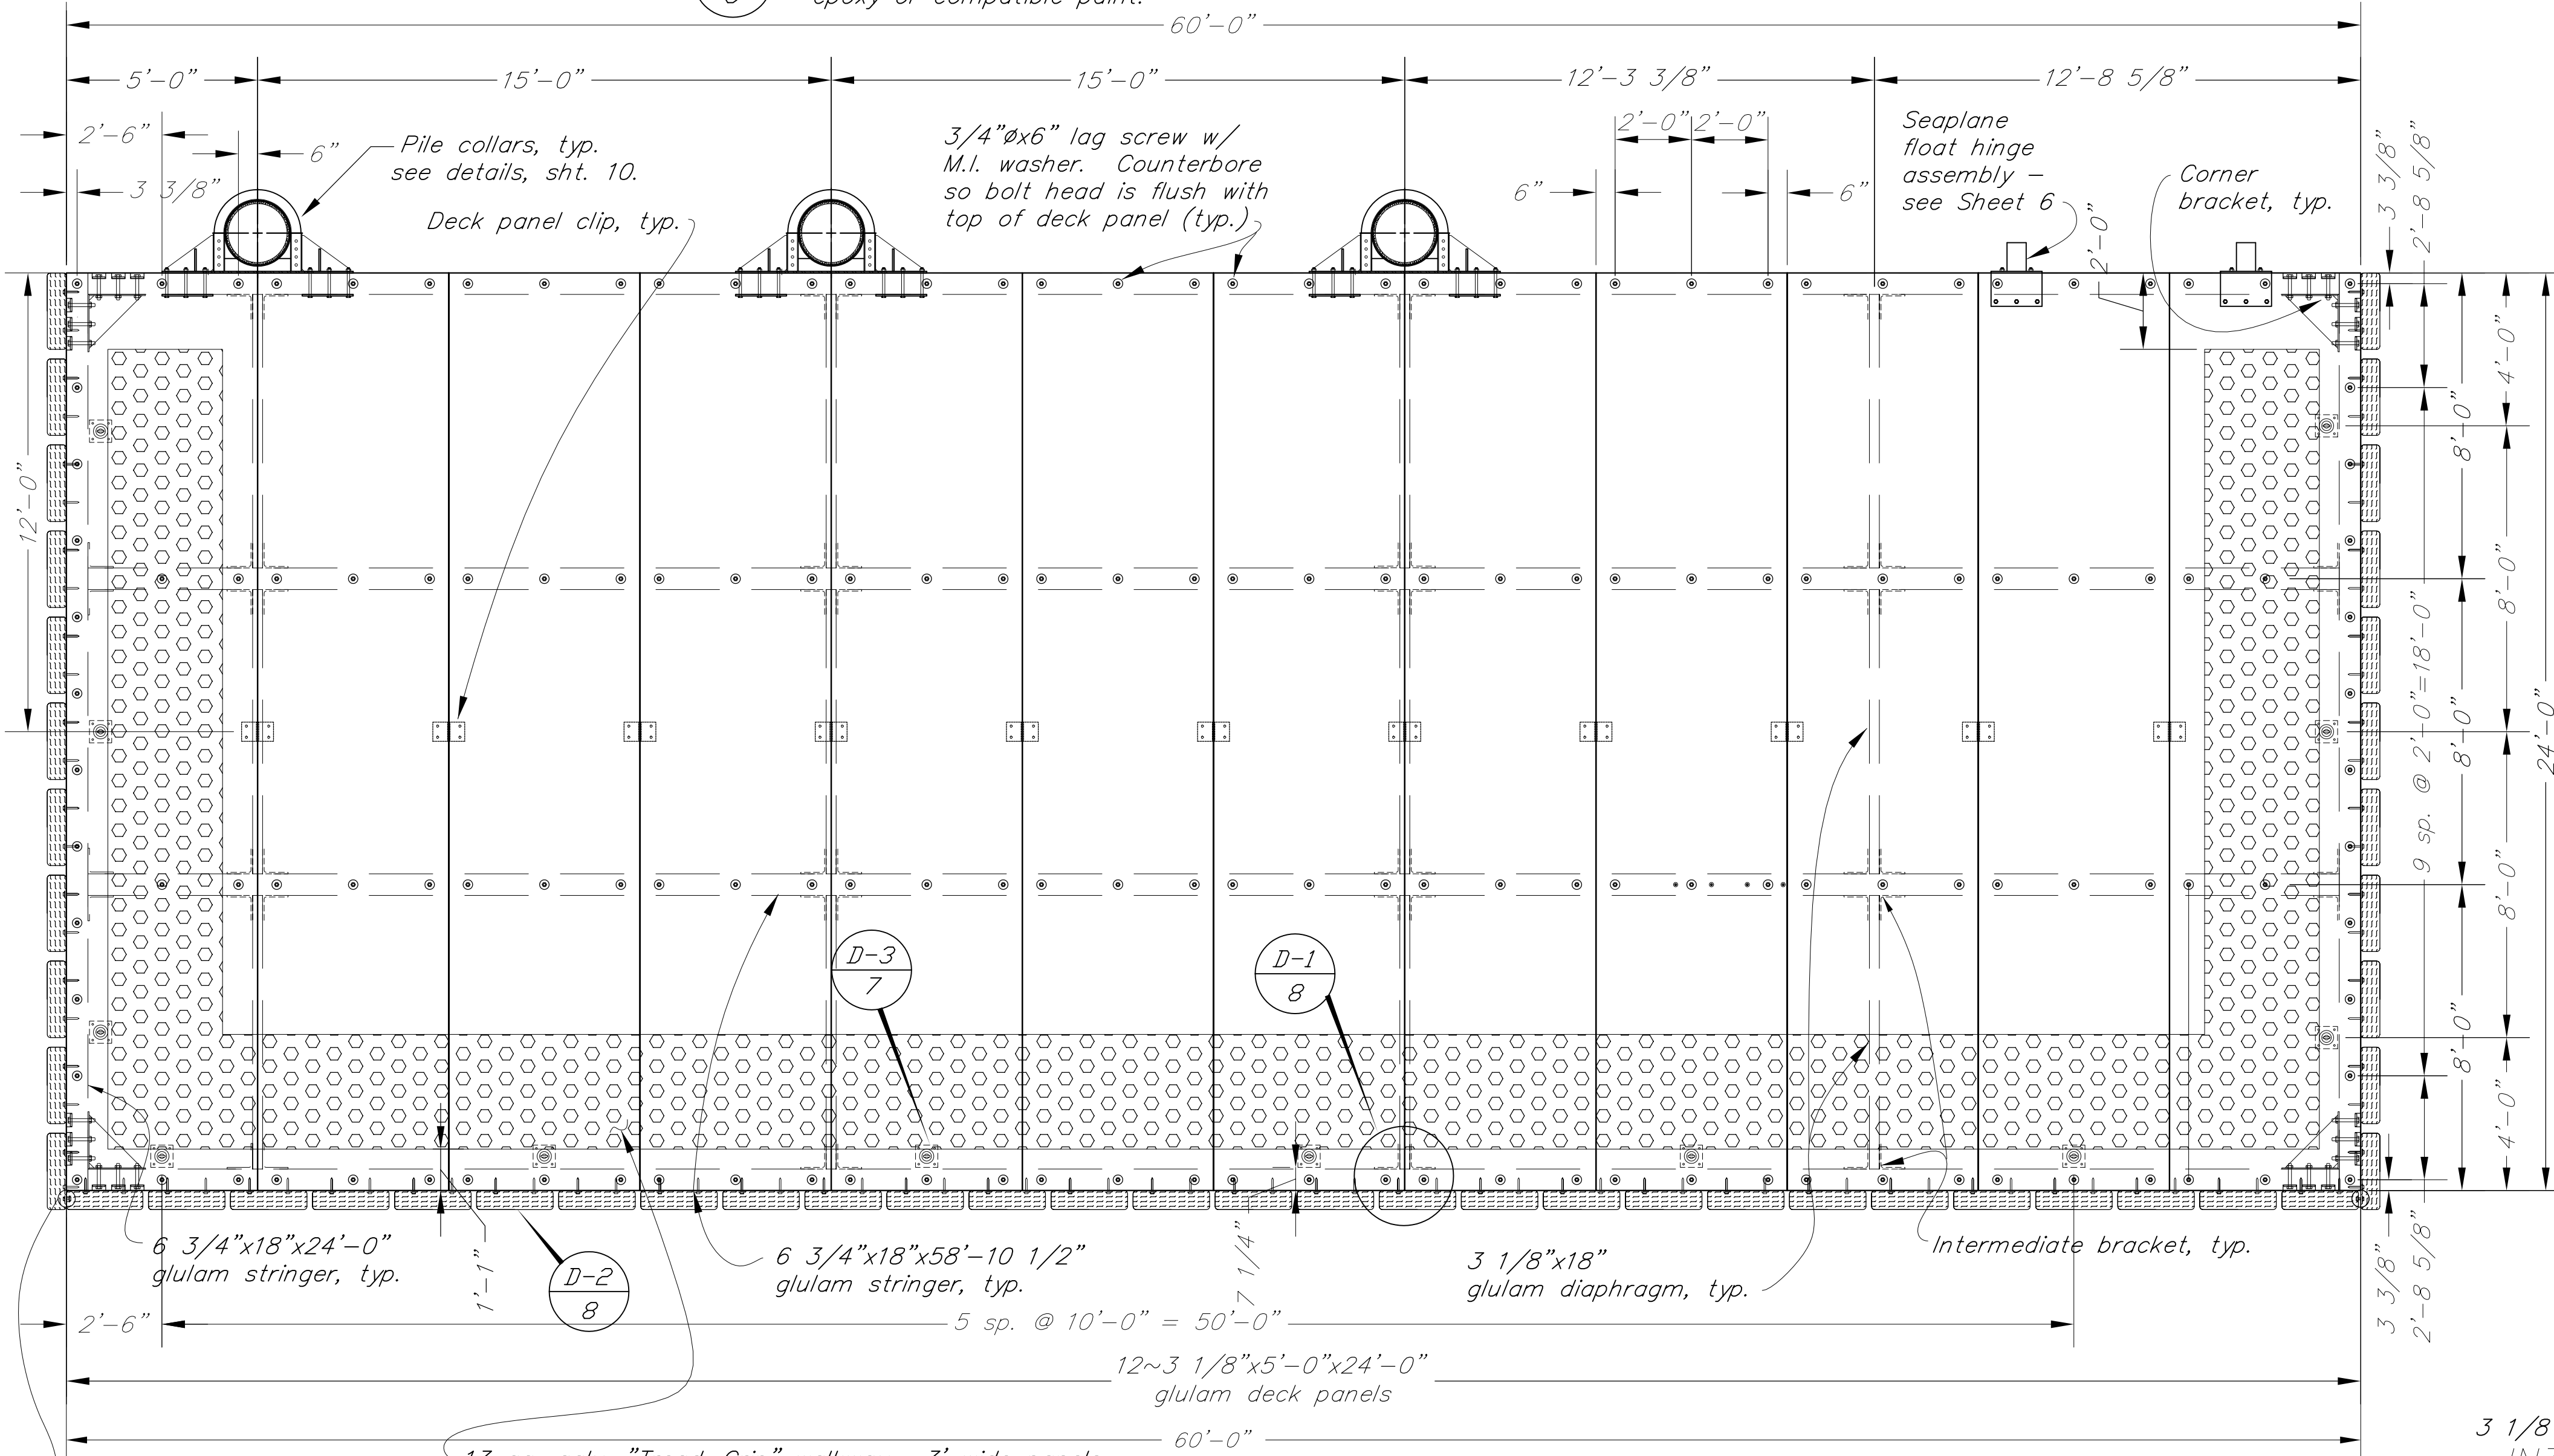 8
epoxy or compatible paint.
60'-0"
5'-0"
15'-0"
15'-0"
12'-3 3/8"
12'-8 5/8"
2'-6"
6"
3 3/8"
Pile collars, typ.
see details, sht. 10.
Deck panel clip, typ.
3/4"øx6" lag screw w/
M.I. washer. Counterbore
so bolt head is flush with
top of deck panel (typ.)
2'-0"
2'-0"
6"
6"
Seaplane
float hinge
assembly –
see Sheet 6
2'-0"
Corner
bracket, typ.
3 3/8"
2'-8 5/8"
12'-0"
4'-0"
8'-0"
8'-0"
9 sp. @ 2'-0"=18'-0"
8'-0"
24'-0"
8'-0"
8'-0"
4'-0"
3 3/8"
2'-8 5/8"
D-3
7
D-1
8
6 3/4"x18"x24'-0"
glulam stringer, typ.
1'-1"
D-2
8
6 3/4"x18"x58'-10 1/2"
glulam stringer, typ.
7 1/4"
3 1/8"x18"
glulam diaphragm, typ.
Intermediate bracket, typ.
2'-6"
5 sp. @ 10'-0" = 50'-0"
12~3 1/8"x5'-0"x24'-0"
glulam deck panels
60'-0"
3 1/8